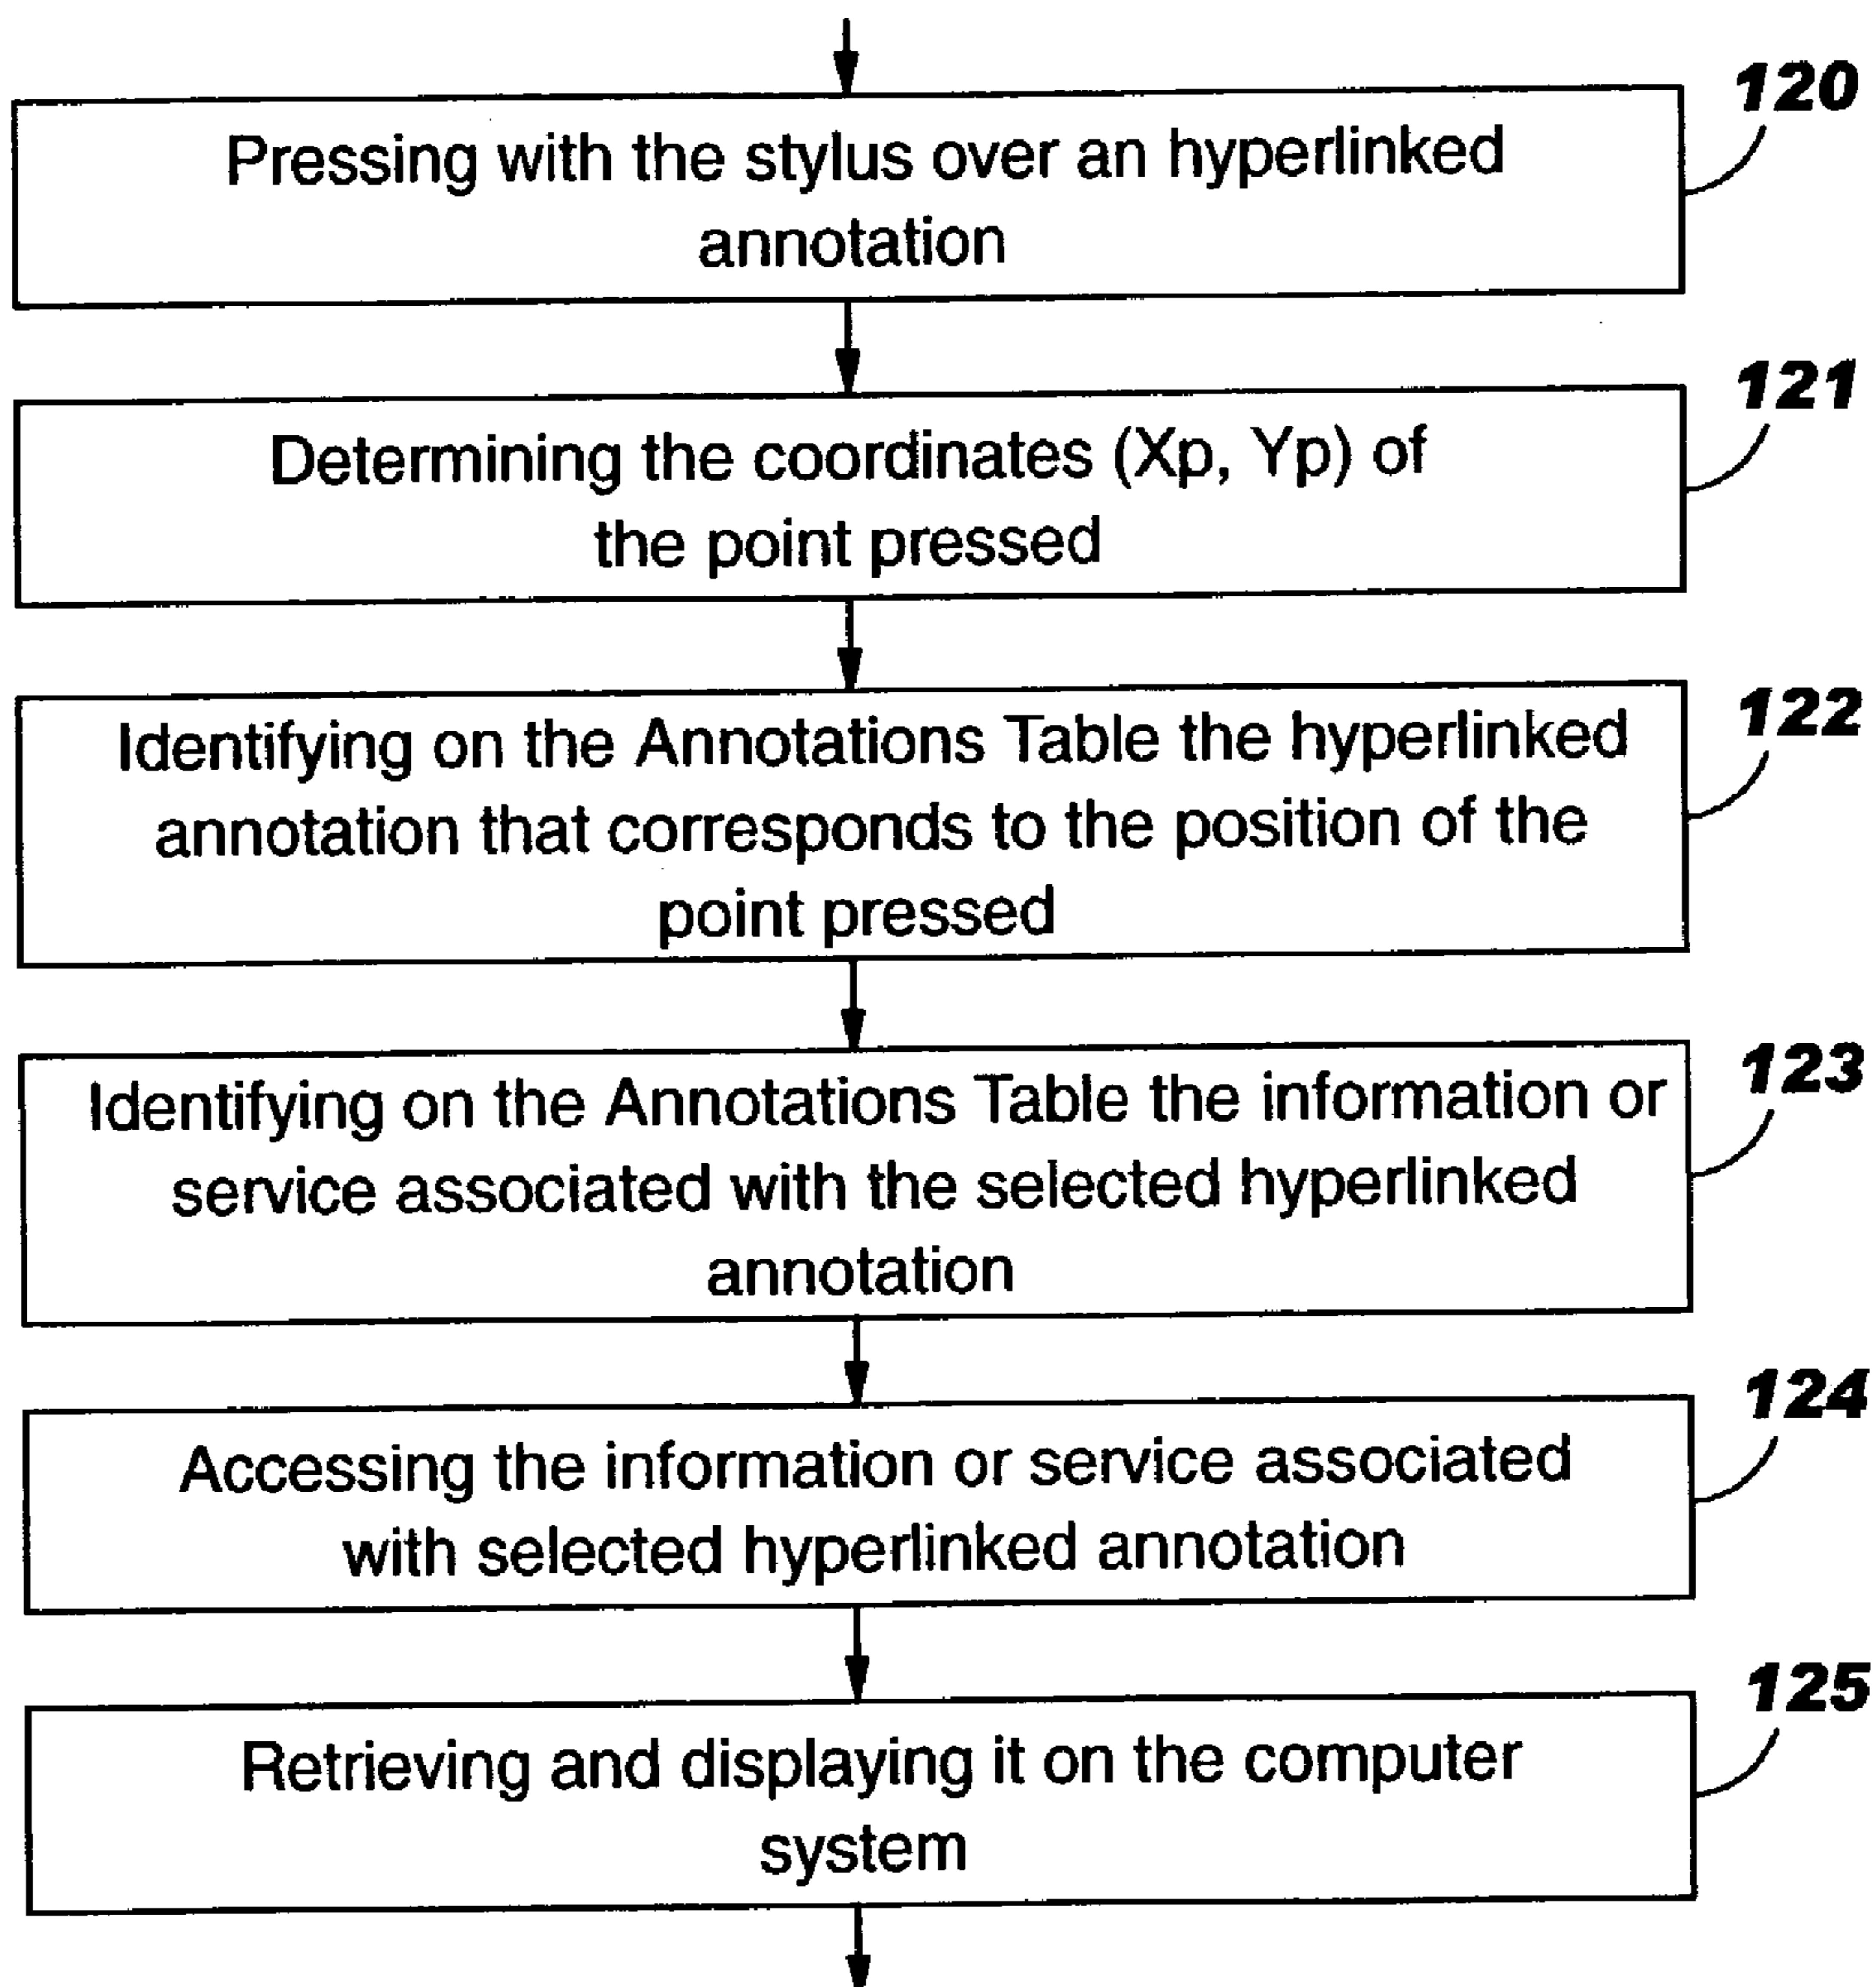 120
Pressing with the stylus over an hyperlinked
annotation
121
Determining the coordinates (Xp, Yp) of
the point pressed
122
Identifying on the Annotations Table the hyperlinked
annotation that corresponds to the position of the
point pressed
123
Identifying on the Annotations Table the information or
service associated with the selected hyperlinked
annotation
124
Accessing the information or service associated
with selected hyperlinked annotation
125
Retrieving and displaying it on the computer
system